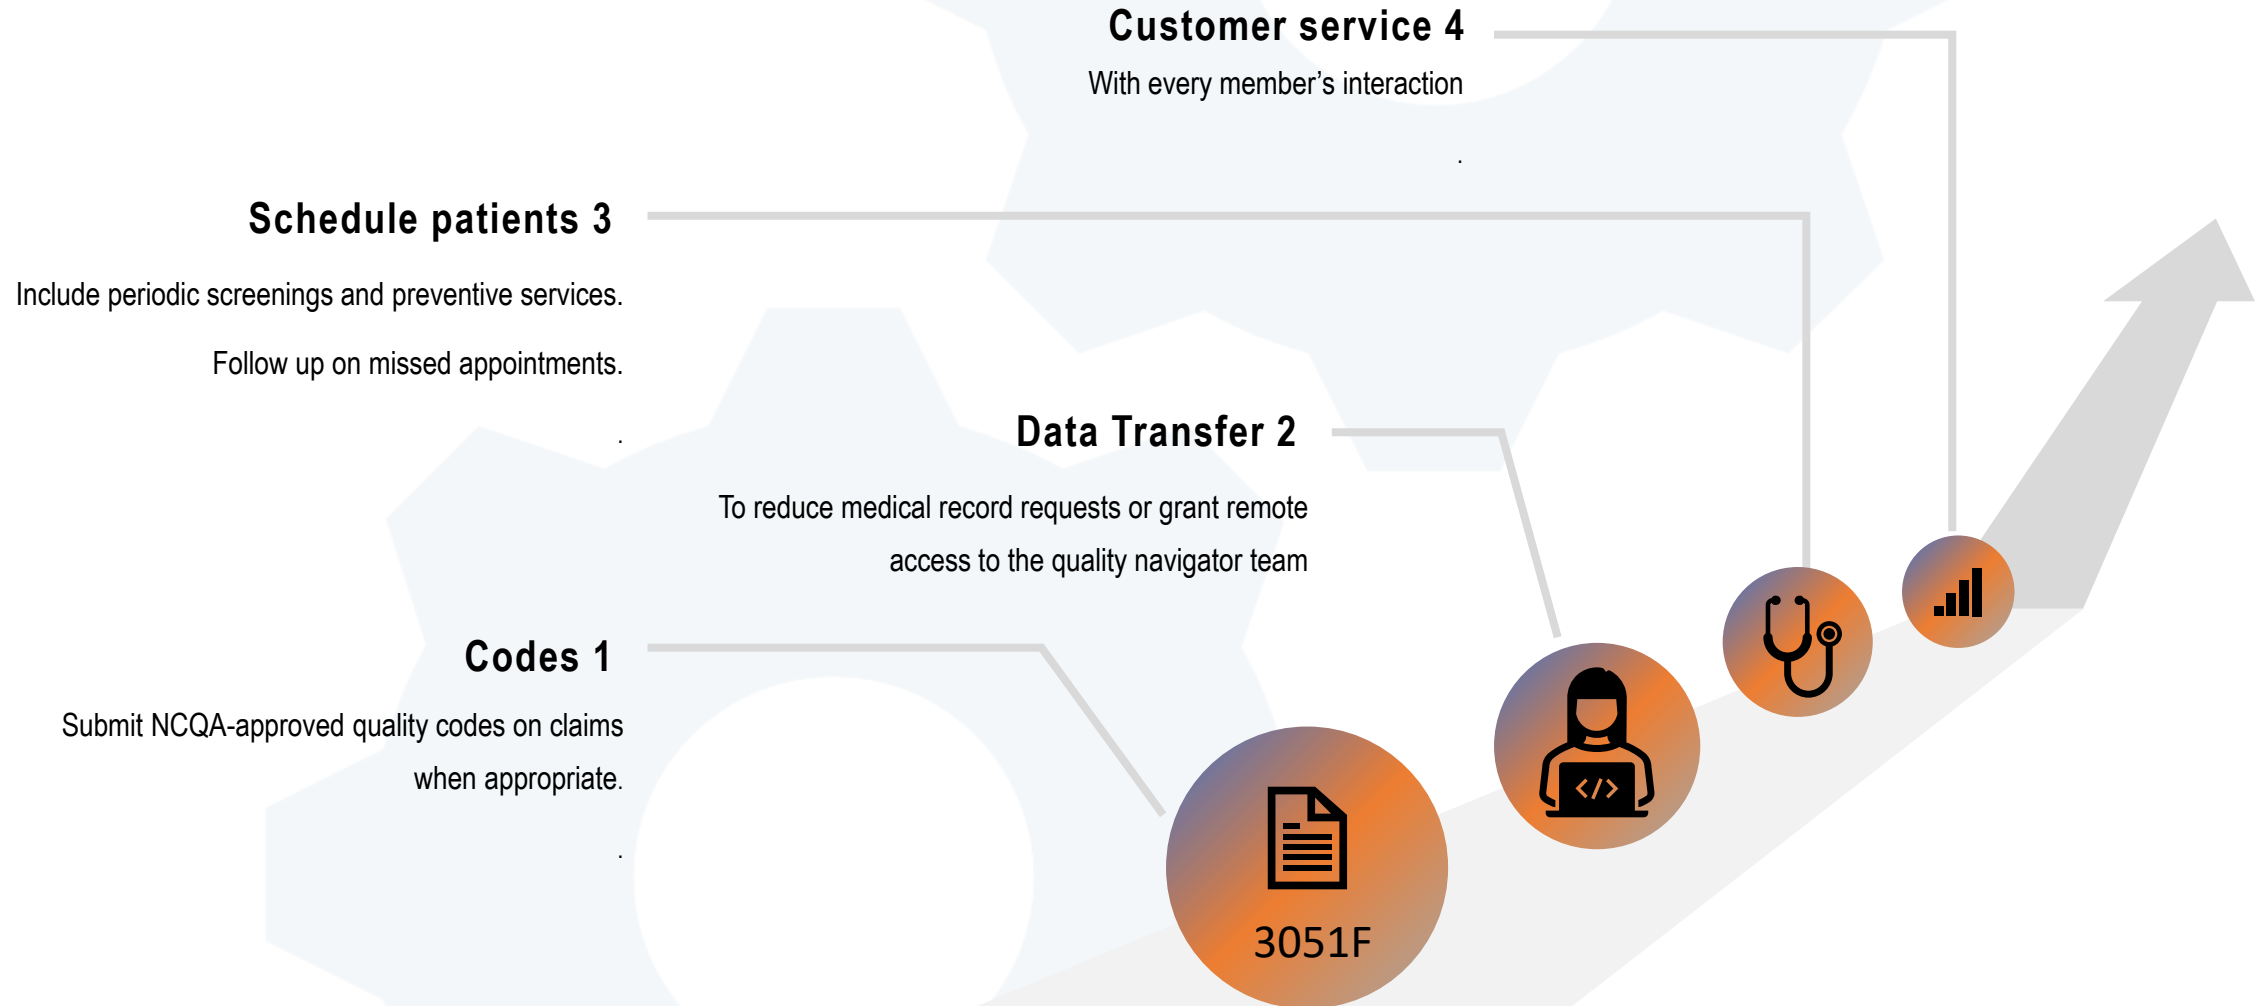 Customer service 4
With every member’s interaction
.
Schedule patients 3
Include periodic screenings and preventive services.
Follow up on missed appointments.
.
Data Transfer 2
To reduce medical record requests or grant remote
access to the quality navigator team
Codes 1
Submit NCQA-approved quality codes on claims
when appropriate.
.
</>
3051F